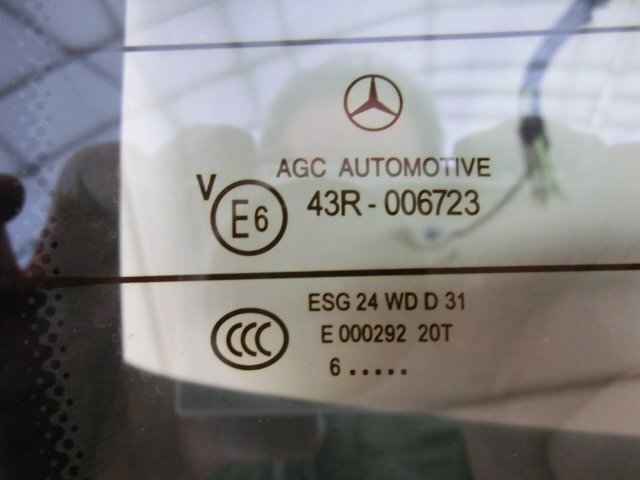 AGC AUTOMOTIVE
V
E6 43R - 006723
ESG 24 WD D 31
CCC E 000292 20T
6 .....